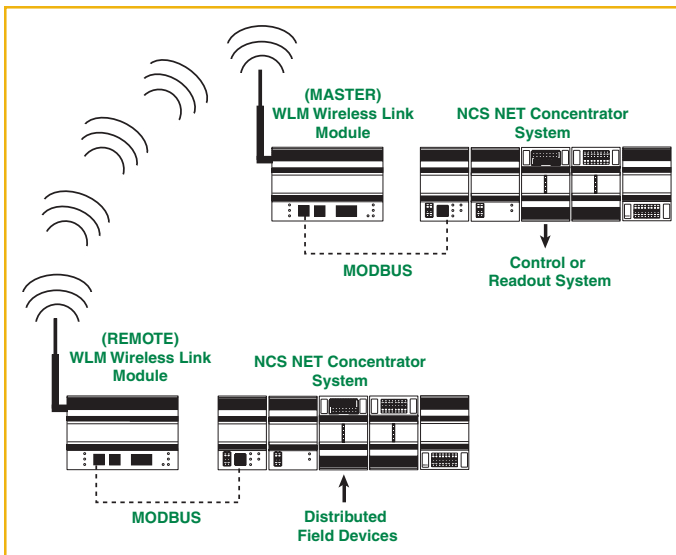 (MASTER)
WLM Wireless Link
Module
NCS NET Concentrator
System
MODBUS
Control or
Readout System
(REMOTE)
WLM Wireless Link
Module
NCS NET Concentrator
System
MODBUS
Distributed
Field Devices